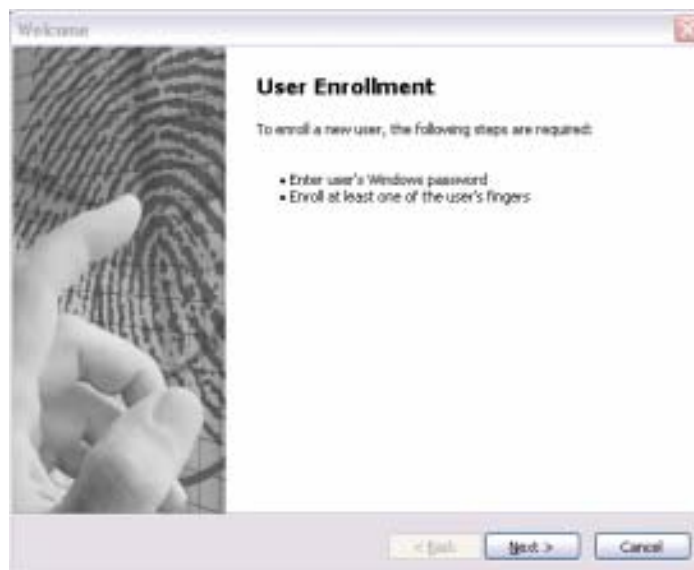 Welcome
User Enrollment
To enroll a new user, the following steps are required:
• Enter user's Windows password
• Enroll at least one of the user's fingers
< Back
Next >
Cancel